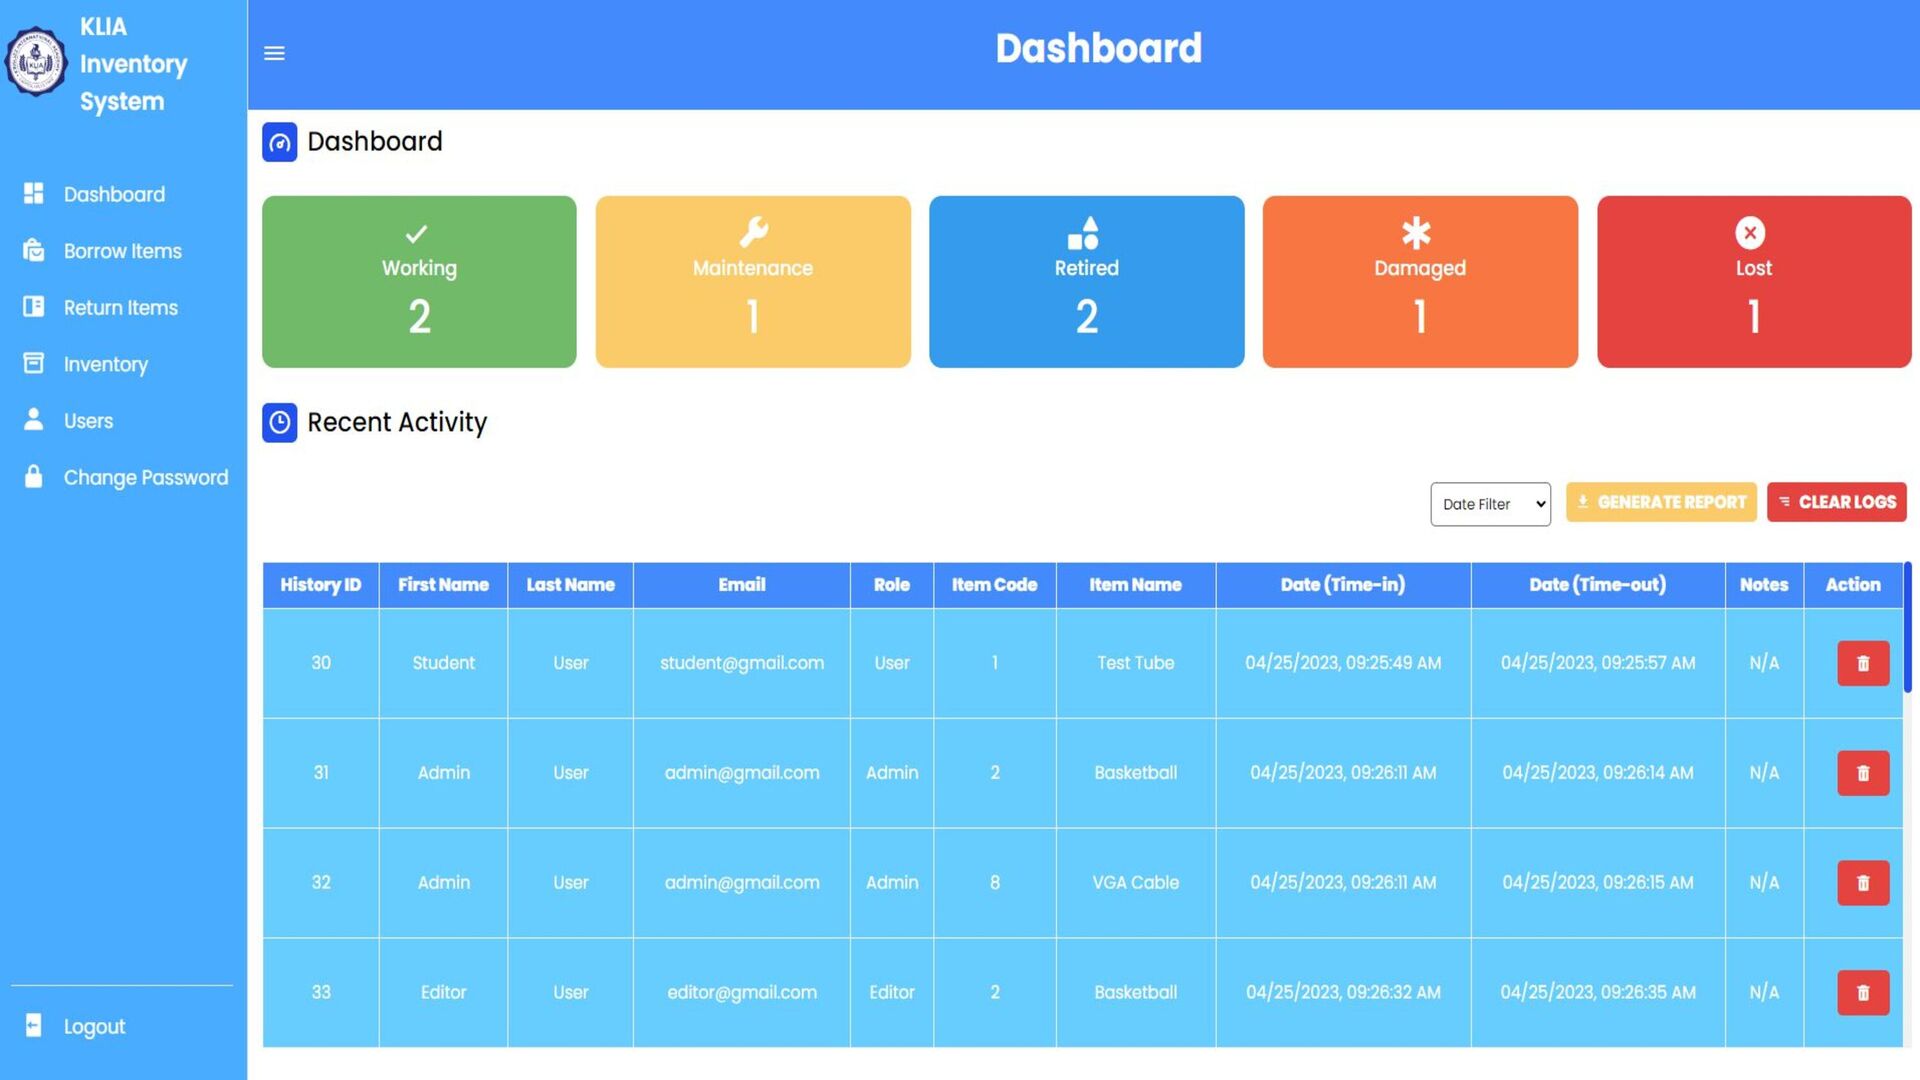 KLIA
Inventory
System
Dashboard
Dashboard
Borrow Items
Return Items
Inventory
Users
Change Password
Logout
Dashboard
Working
2
Maintenance
1
Retired
2
Damaged
1
Lost
1
Recent Activity
Date Filter
GENERATE REPORT
CLEAR LOGS
History ID First Name Last Name Email Role Item Code Item Name Date (Time-in) Date (Time-out) Notes Action
30 Student User student@gmail.com User 1 Test Tube 04/25/2023, 09:25:49 AM 04/25/2023, 09:25:57 AM N/A
31 Admin User admin@gmail.com Admin 2 Basketball 04/25/2023, 09:26:11 AM 04/25/2023, 09:26:14 AM N/A
32 Admin User admin@gmail.com Admin 8 VGA Cable 04/25/2023, 09:26:11 AM 04/25/2023, 09:26:15 AM N/A
33 Editor User editor@gmail.com Editor 2 Basketball 04/25/2023, 09:26:32 AM 04/25/2023, 09:26:35 AM N/A